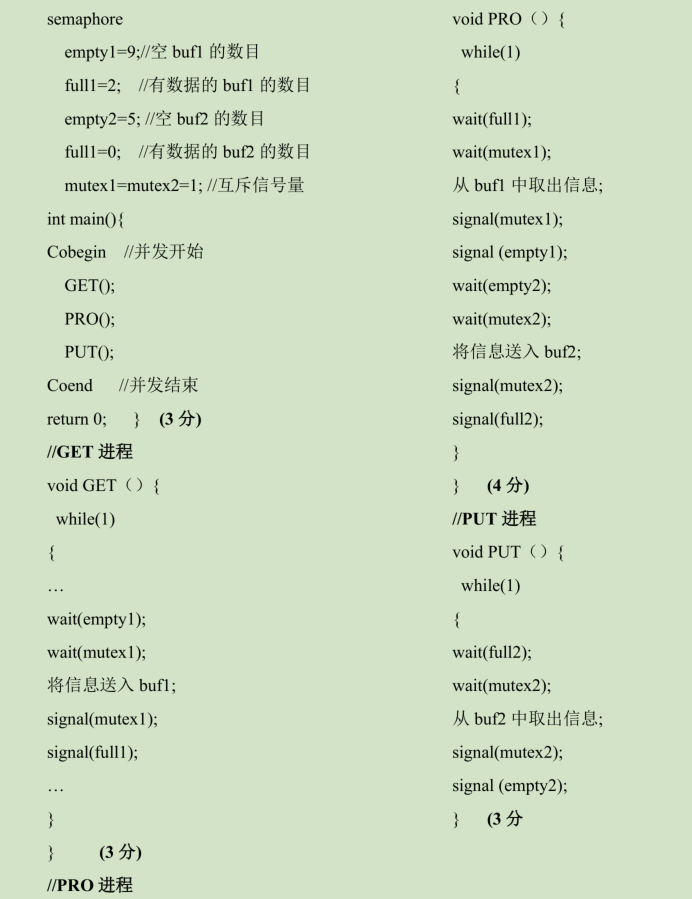 semaphore
empty1=9;//空 buf1 的数目
full1=2; //有数据的 buf1 的数目
empty2=5; //空 buf2 的数目
full1=0; //有数据的 buf2 的数目
mutex1=mutex2=1; //互斥信号量
int main(){
Cobegin //并发开始
GET();
PRO();
PUT();
Coend //并发结束
return 0; } (3 分)
//GET 进程
void GET（）{
while(1)
{
…
wait(empty1);
wait(mutex1);
将信息送入 buf1;
signal(mutex1);
signal(full1);
…
}
} (3 分)
//PRO 进程
void PRO（）{
while(1)
{
wait(full1);
wait(mutex1);
从 buf1 中取出信息;
signal(mutex1);
signal (empty1);
wait(empty2);
wait(mutex2);
将信息送入 buf2;
signal(mutex2);
signal(full2);
}
} (4 分)
//PUT 进程
void PUT（）{
while(1)
{
wait(full2);
wait(mutex2);
从 buf2 中取出信息;
signal(mutex2);
signal (empty2);
} (3 分